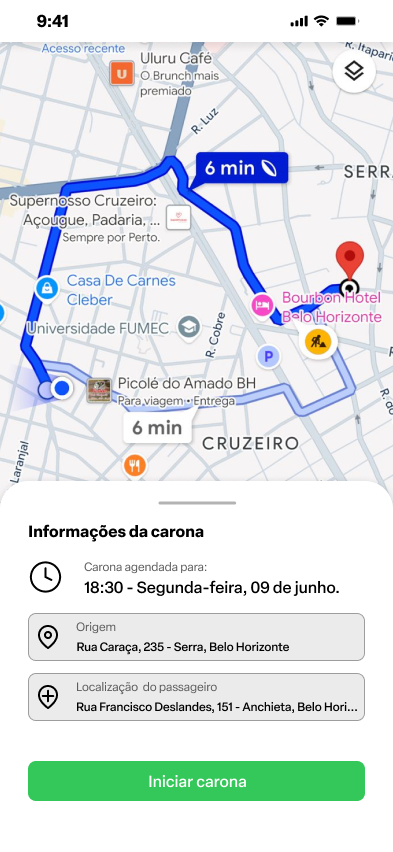 9:41
Acesso recente
R. Itaparic
Uluru Café
O Brunch mais
premiado
R. Luz
6 min
SERR
Supernosso Cruzeiro:
Açougue, Padaria, ...
Sempre por Perto.
Casa De Carnes
Cleber
Bourbon Hotel
Belo Horizonte
Universidade FUMEC
R. Cobre
P
Picolé do Amado BH
Para viagem • Entrega
6 min
CRUZEIRO
Laranjal
R. do
Informações da carona
Carona agendada para:
18:30 - Segunda-feira, 09 de junho.
Origem
Rua Caraça, 235 - Serra, Belo Horizonte
Localização do passageiro
Rua Francisco Deslandes, 151 - Anchieta, Belo Hori...
Iniciar carona